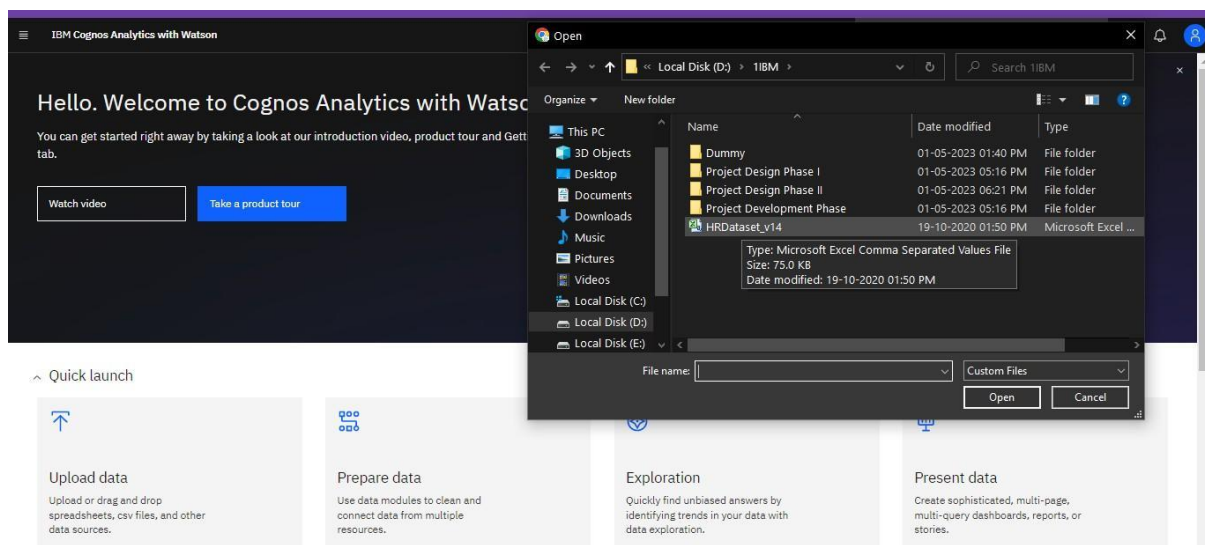 IBM Cognos Analytics with Watson
Hello. Welcome to Cognos Analytics with Watso
You can get started right away by taking a look at our introduction video, product tour and Gett
tab.
Watch video
Take a product tour
Open
« Local Disk (D:) › 1IBM ›
Search 1IBM
Organize
New folder
Name
Date modified
Type
This PC
3D Objects
Desktop
Documents
Downloads
Music
Pictures
Videos
Local Disk (C:)
Local Disk (D:)
Local Disk (E:)
Dummy 01-05-2023 01:40 PM File folder
Project Design Phase I 01-05-2023 05:16 PM File folder
Project Design Phase II 01-05-2023 06:21 PM File folder
Project Development Phase 01-05-2023 05:16 PM File folder
HRDataset_v14 19-10-2020 01:50 PM Microsoft Excel ...
Type: Microsoft Excel Comma Separated Values File
Size: 75.0 KB
Date modified: 19-10-2020 01:50 PM
File name:
Custom Files
Open
Cancel
Quick launch
Upload data
Upload or drag and drop
spreadsheets, csv files, and other
data sources.
Prepare data
Use data modules to clean and
connect data from multiple
resources.
Exploration
Quickly find unbiased answers by
identifying trends in your data with
data exploration.
Present data
Create sophisticated, multi-page,
multi-query dashboards, reports, or
stories.